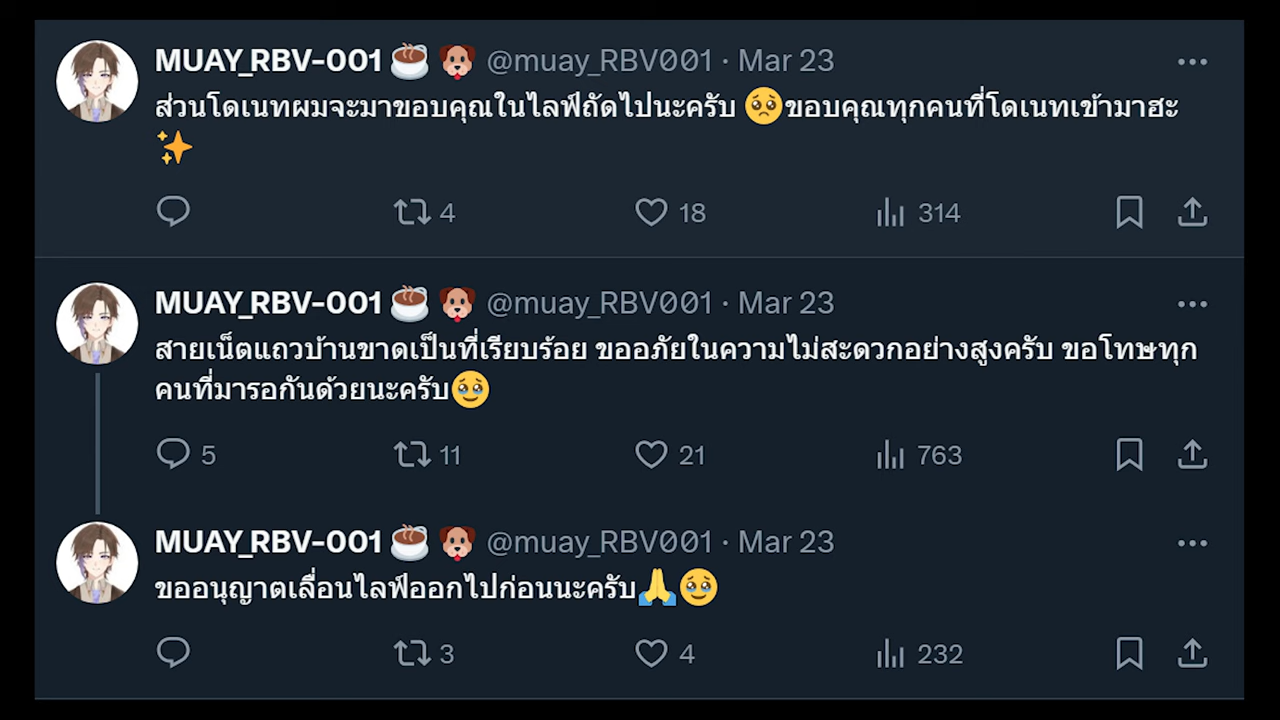 MUAY_RBV-001☕🐶 @muay_RBV001 · Mar 23
ส่วนโดเนทผมจะมาขอบคุณในไลฟ์ถัดไปนะครับ 🥺ขอบคุณทุกคนที่โดเนทเข้ามาฮะ
✨
4 18 314
MUAY_RBV-001☕🐶 @muay_RBV001 · Mar 23
สายเน็ตแถวบ้านขาดเป็นที่เรียบร้อย ขออภัยในความไม่สะดวกอย่างสูงครับ ขอโทษทุก
คนที่มารอกันด้วยนะครับ🥹
5 11 21 763
MUAY_RBV-001☕🐶 @muay_RBV001 · Mar 23
ขออนุญาตเลื่อนไลฟ์ออกไปก่อนนะครับ🙏🥹
3 4 232